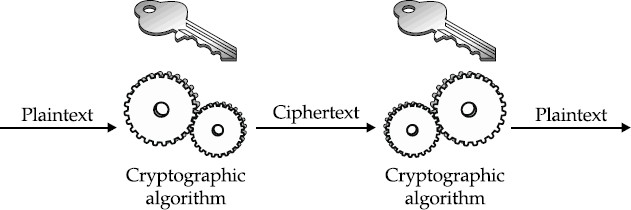 Plaintext
Ciphertext
Plaintext
Cryptographic
algorithm
Cryptographic
algorithm